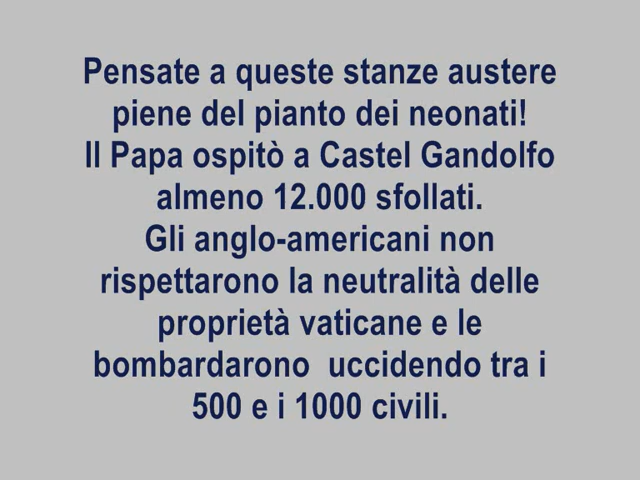 Pensate a queste stanze austere
piene del pianto dei neonati!
Il Papa ospitò a Castel Gandolfo
almeno 12.000 sfollati.
Gli anglo-americani non
rispettarono la neutralità delle
proprietà vaticane e le
bombardarono  uccidendo tra i
500 e i 1000 civili.